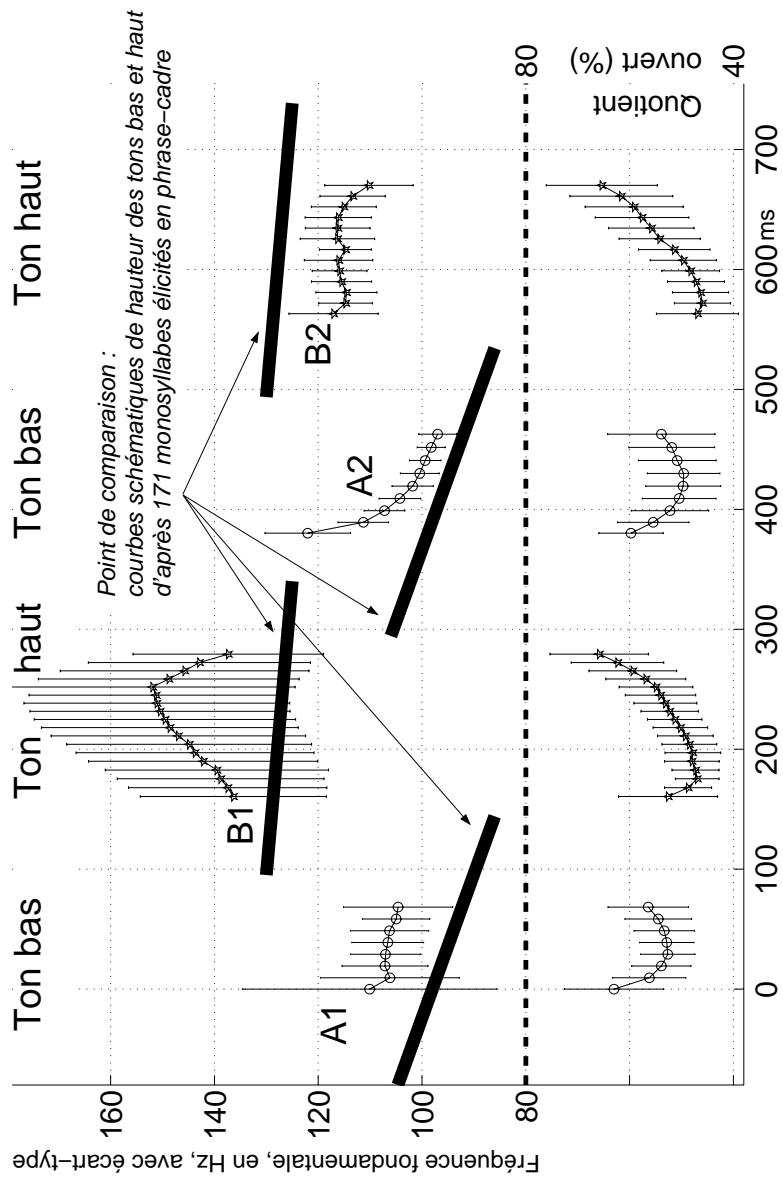 Ton bas
Ton haut
Ton bas
Ton haut
Point de comparaison :
courbes schématiques de hauteur des tons bas et haut
d'après 171 monosyllabes élicités en phrase−cadre
Fréquence fondamentale, en Hz, avec écart−type
160
140
120
100
A1
B1
A2
B2
80
40
Quotient
ouvert (%)
0
100
200
300
400
500
600
ms
700